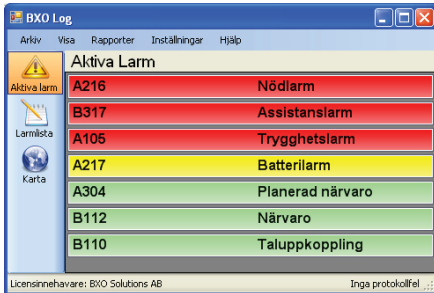 BXO Log
Arkiv Visa Rapporter Inställningar Hjälp
Aktiva larm
Larmlista
Karta
Aktiva Larm
A216 Nödlarm
B317 Assistanslarm
A105 Trygghetslarm
A217 Batterilarm
A304 Planerad närvaro
B112 Närvaro
B110 Taluppkoppling
Licensinnehavare: BXO Solutions AB Inga protokollfel